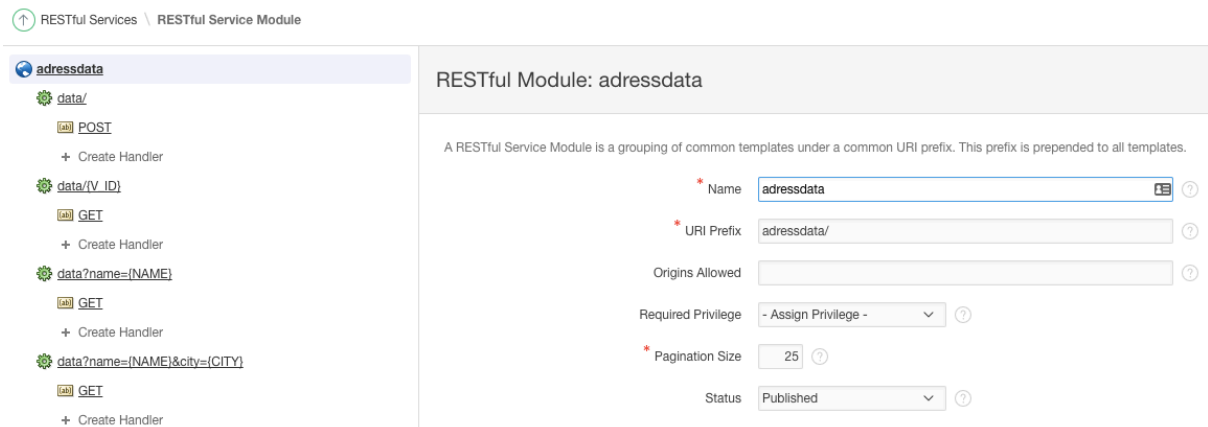 RESTful Services \ RESTful Service Module
adressdata
data/
POST
+ Create Handler
data/{V_ID}
GET
+ Create Handler
data?name={NAME}
GET
+ Create Handler
data?name={NAME}&city={CITY}
GET
+ Create Handler
RESTful Module: adressdata
A RESTful Service Module is a grouping of common templates under a common URI prefix. This prefix is prepended to all templates.
* Name adressdata
* URI Prefix adressdata/
Origins Allowed
Required Privilege - Assign Privilege -
* Pagination Size 25
Status Published